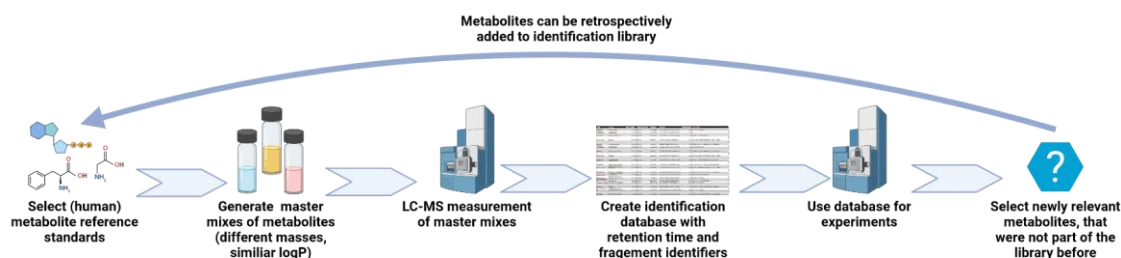 Metabolites can be retrospectively
added to identification library
O
OH
NH₂
O
OH
NH₂
Select (human)
metabolite reference
standards
Generate master
mixes of metabolites
(different masses,
similiar logP)
LC-MS measurement
of master mixes
Create identification
database with
retention time and
fragement identifiers
Use database for
experiments
?
Select newly relevant
metabolites, that
were not part of the
library before